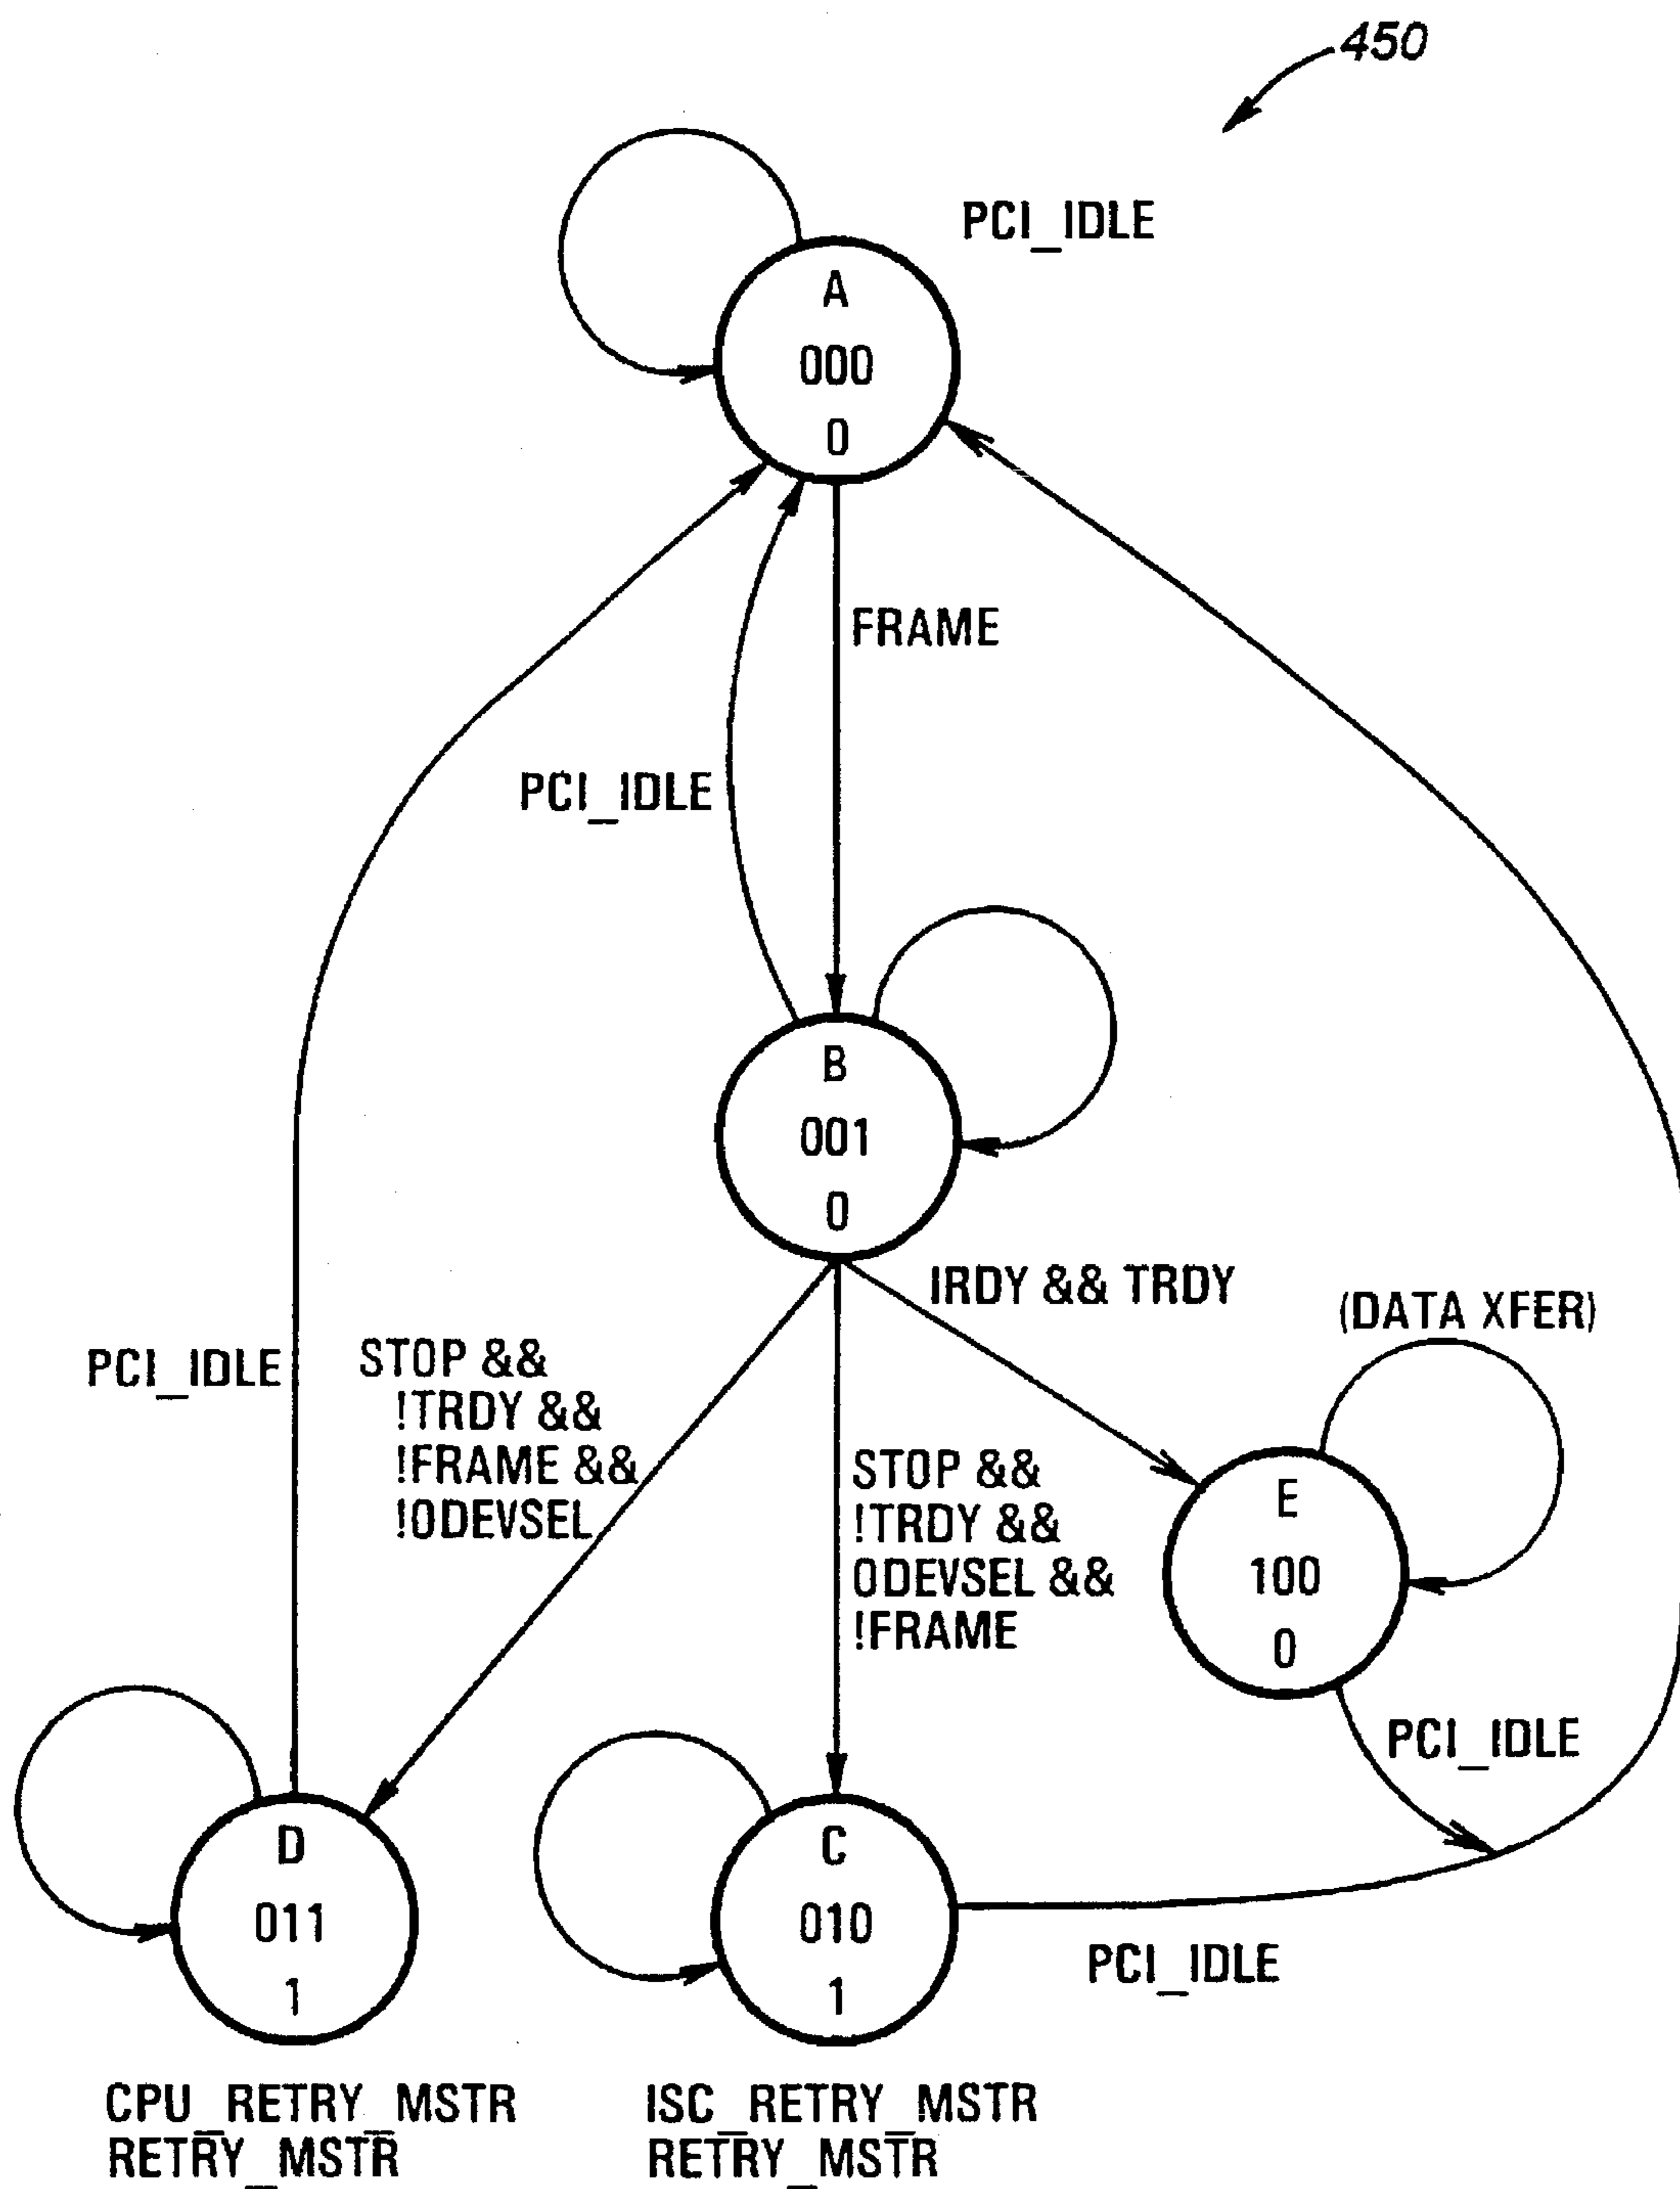 450
PCI_IDLE
A
000
0
FRAME
PCI_IDLE
B
001
0
IRDY && TRDY
(DATA XFER)
PCI_IDLE
STOP &&
!TRDY &&
!FRAME &&
!ODEVSEL
STOP &&
!TRDY &&
ODEVSEL &&
!FRAME
E
100
0
PCI_IDLE
D
011
1
C
010
1
PCI_IDLE
CPU_RETRY_MSTR
RETRY_MSTR
ISC_RETRY_MSTR
RETRY_MSTR